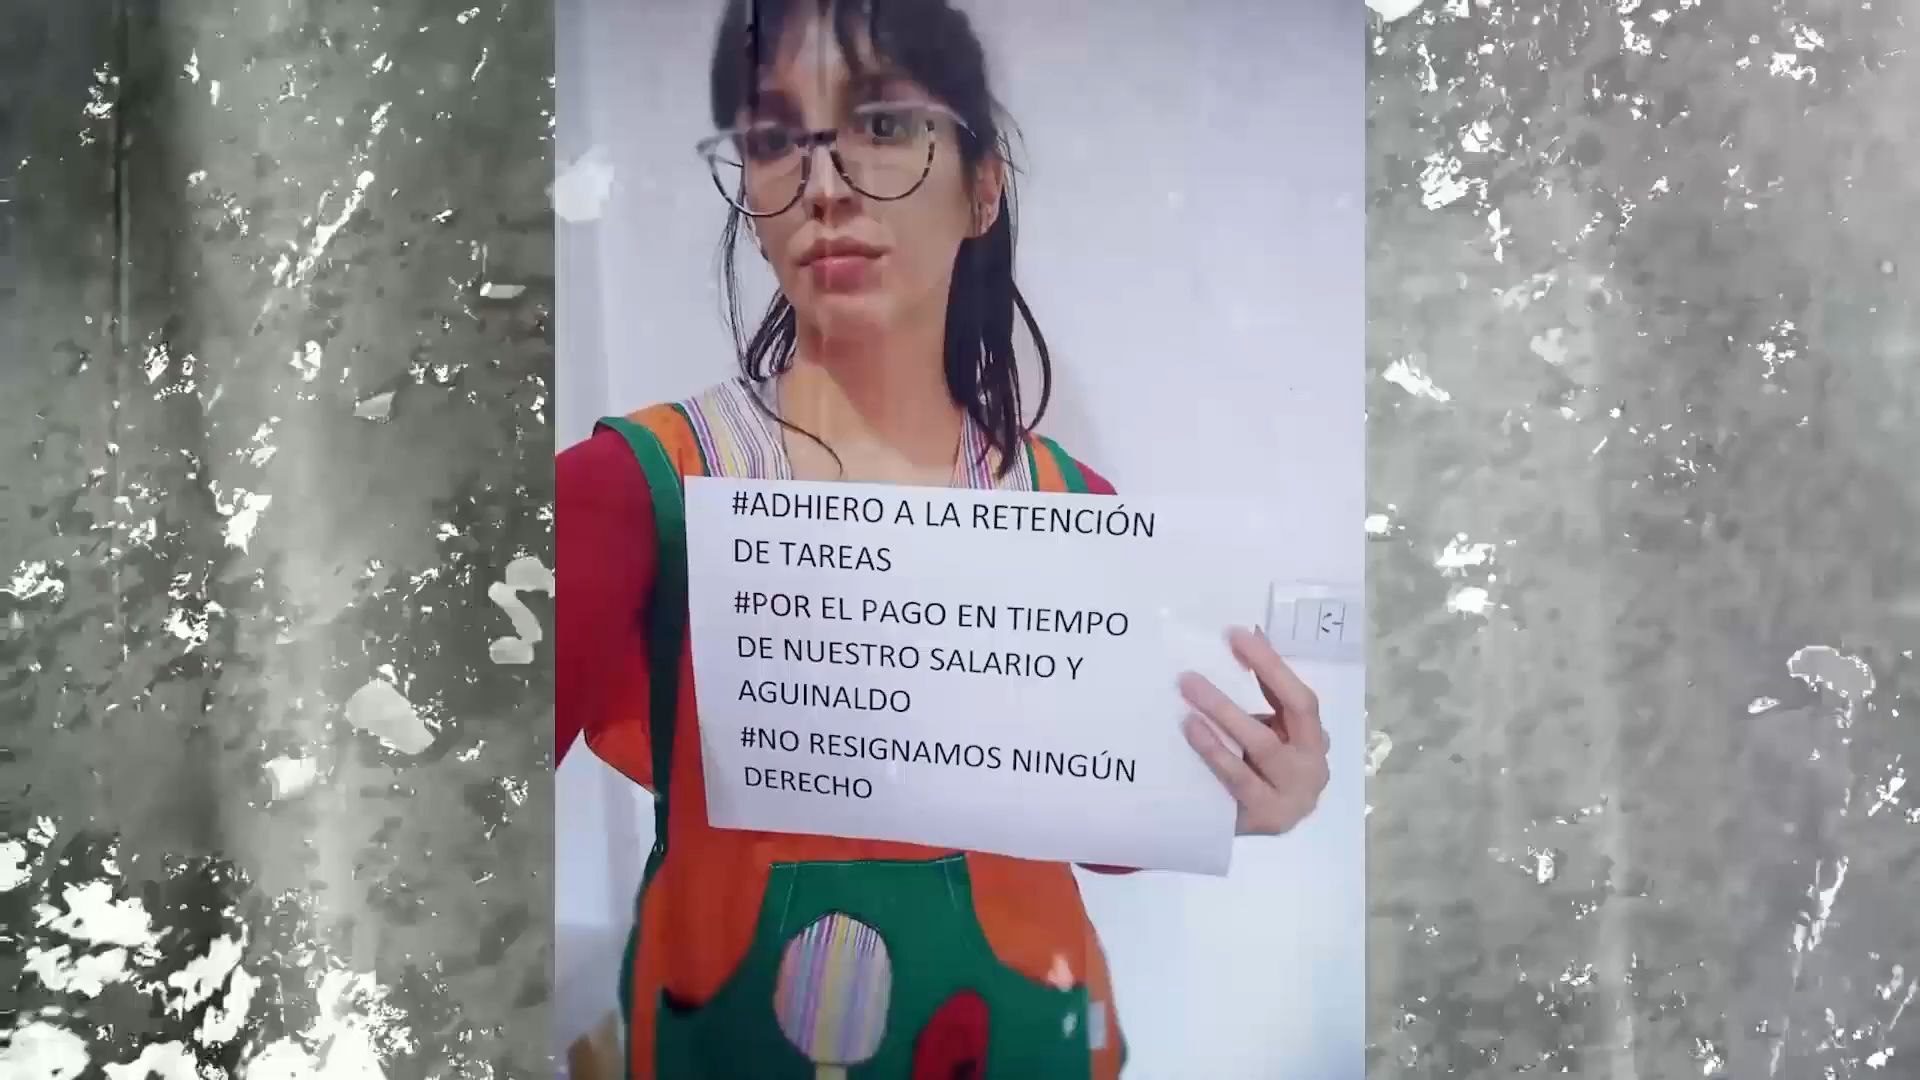 #ADHIERO A LA RETENCIÓN
DE TAREAS
#POR EL PAGO EN TIEMPO
DE NUESTRO SALARIO Y
AGUINALDO
#NO RESIGNAMOS NINGÚN
DERECHO